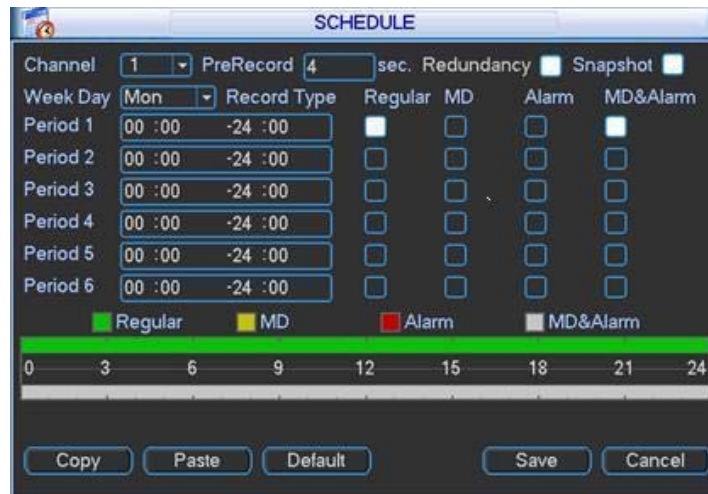 SCHEDULE
Channel 1 PreRecord 4 sec. Redundancy Snapshot
Week Day Mon Record Type Regular MD Alarm MD&Alarm
Period 1 00 :00 -24 :00
Period 2 00 :00 -24 :00
Period 3 00 :00 -24 :00
Period 4 00 :00 -24 :00
Period 5 00 :00 -24 :00
Period 6 00 :00 -24 :00
Regular MD Alarm MD&Alarm
0 3 6 9 12 15 18 21 24
Copy Paste Default Save Cancel